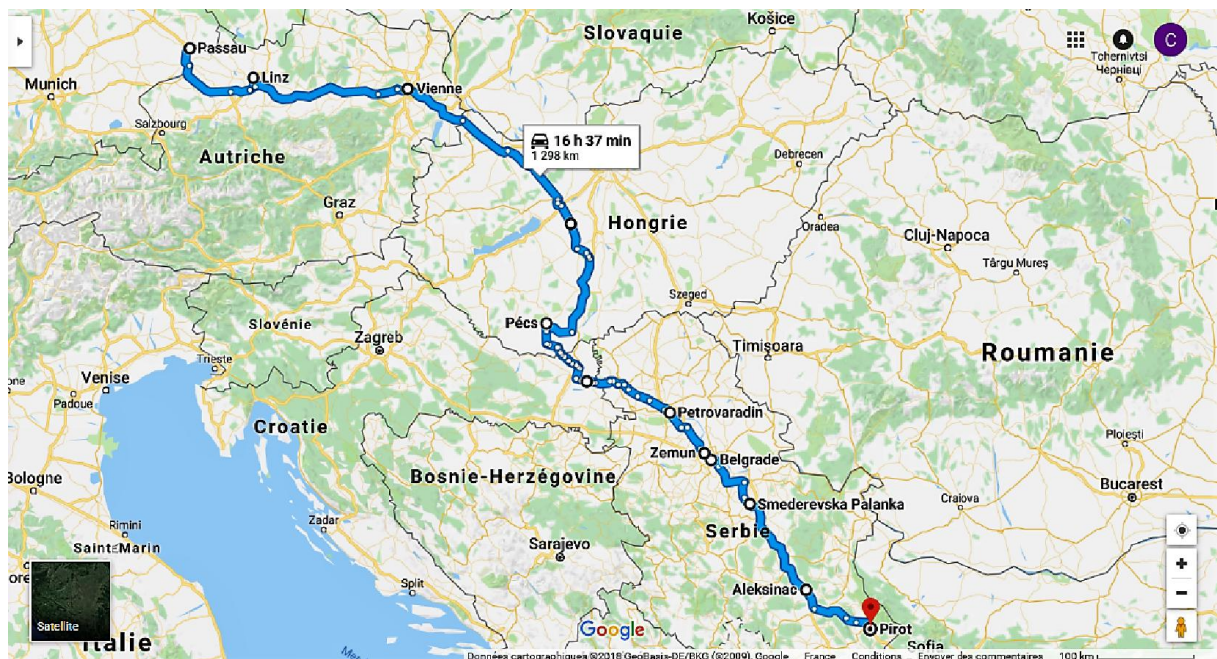 Košice
Slovaquie
C
Tchernivtsi
Чернівці
Passau
Linz
Vienne
Munich
Salzbourg
Autriche
16 h 37 min
1 298 km
Debrecen
Graz
Hongrie
Oradea
Cluj-Napoca
Târgu Mureș
Szeged
Pécs
Slovénie
Zagreb
Timișoara
Roumanie
Trieste
Venise
Padoue
Croatie
Petrovaradin
Ploiești
Zemun
Belgrade
Bologne
Bosnie-Herzégovine
Bucarest
Smederevska Palanka
Craiova
Zadar
Rimini
Serbie
Saint-Marin
Sarajevo
Split
Aleksinac
Satellite
Google
Pirot
Italie
Sofia
Données cartographiques ©2018 GeoBasis-DE/BKG (©2009), Google France Conditions Envoyer des commentaires 100 km